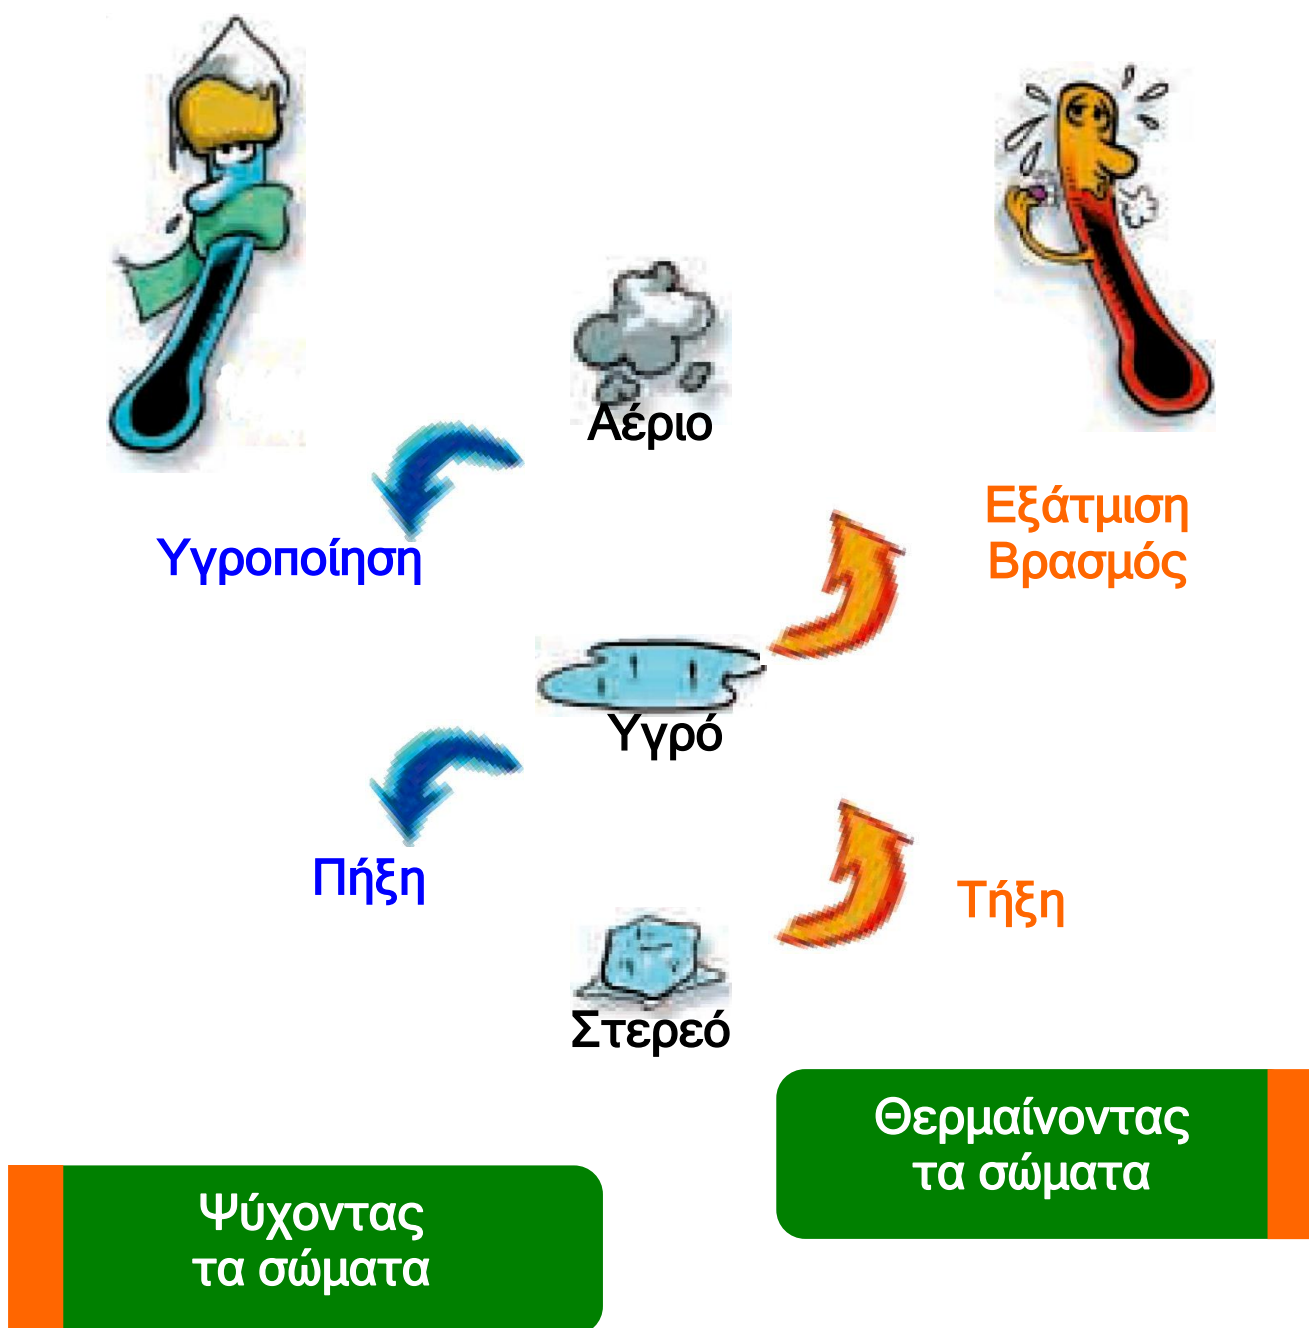 Αέριο
Υγροποίηση
Εξάτμιση
Βρασμός
Υγρό
Πήξη
Τήξη
Στερεό
Θερμαίνοντας
τα σώματα
Ψύχοντας
τα σώματα